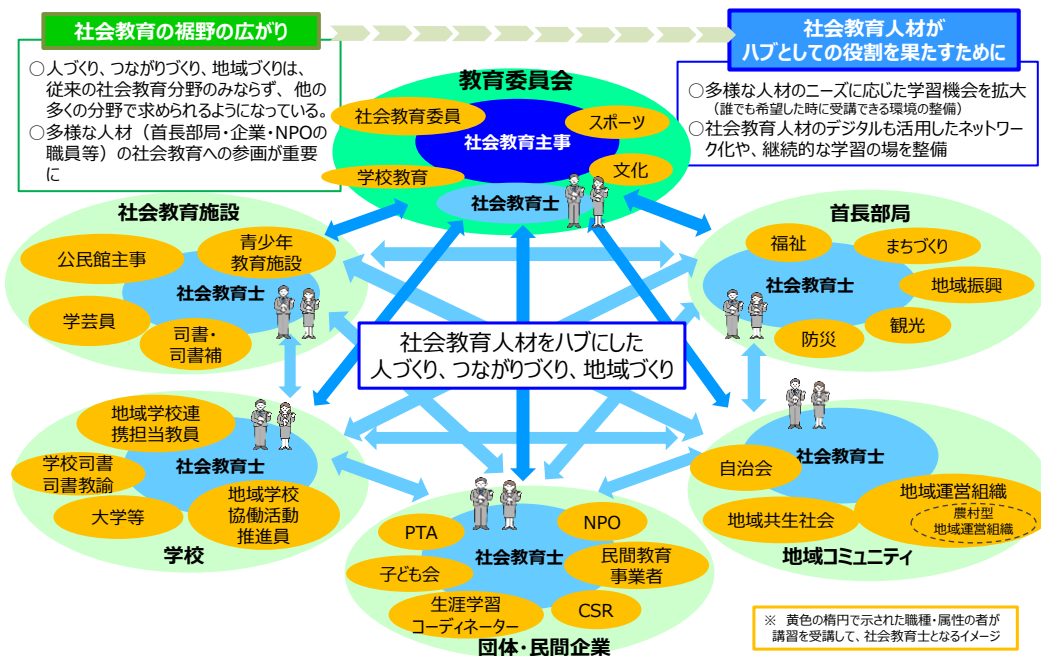 社会教育の裾野の広がり
○人づくり、つながりづくり、地域づくりは、
従来の社会教育分野のみならず、他の
多くの分野で求められるようになっている。
○多様な人材（首長部局・企業・NPOの
職員等）の社会教育への参画が重要
に
社会教育人材が
ハブとしての役割を果たすために
○多様な人材のニーズに応じた学習機会を拡大
（誰でも希望した時に受講できる環境の整備）
○社会教育人材のデジタルも活用したネットワー
ク化や、継続的な学習の場を整備
教育委員会
社会教育委員
スポーツ
社会教育主事
学校教育
文化
社会教育士
社会教育施設
青少年
教育施設
公民館主事
社会教育士
学芸員
司書・
司書補
首長部局
福祉
まちづくり
社会教育士
地域振興
観光
防災
社会教育人材をハブにした
人づくり、つながりづくり、地域づくり
地域学校連
携担当教員
学校司書
司書教諭
社会教育士
大学等
地域学校
協働活動
推進員
学校
PTA
NPO
社会教育士
子ども会
民間教育
事業者
生涯学習
コーディネーター
CSR
団体・民間企業
自治会
社会教育士
地域運営組織
農村型
地域運営組織
地域共生社会
地域コミュニティ
※ 黄色の楕円で示された職種・属性の者が
講習を受講して、社会教育士となるイメージ